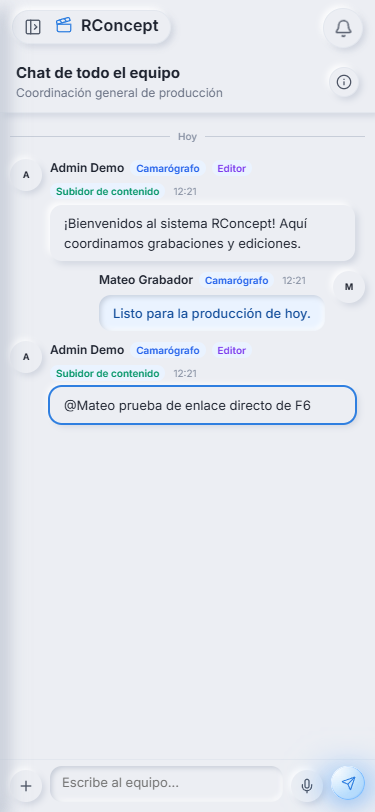 RConcept
Chat de todo el equipo
Coordinación general de producción
Hoy
A
Admin Demo Camarógrafo Editor
Subidor de contenido 12:21
¡Bienvenidos al sistema RConcept! Aquí
coordinamos grabaciones y ediciones.
Mateo Grabador Camarógrafo 12:21
M
Listo para la producción de hoy.
A
Admin Demo Camarógrafo Editor
Subidor de contenido 12:21
@Mateo prueba de enlace directo de F6
Escribe al equipo...